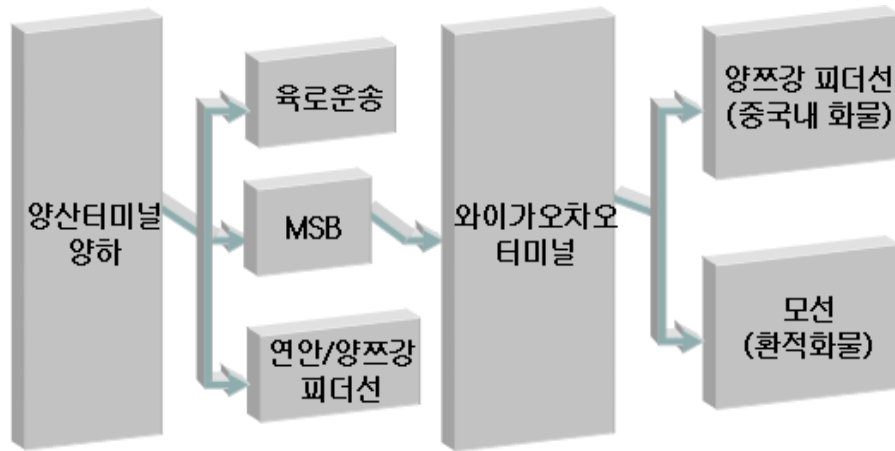 양산터미널
양하
육로운송
MSB
연안/양쯔강
피더선
와이가오차오
터미널
양쯔강 피더선
(중국내 화물)
모선
(환적화물)